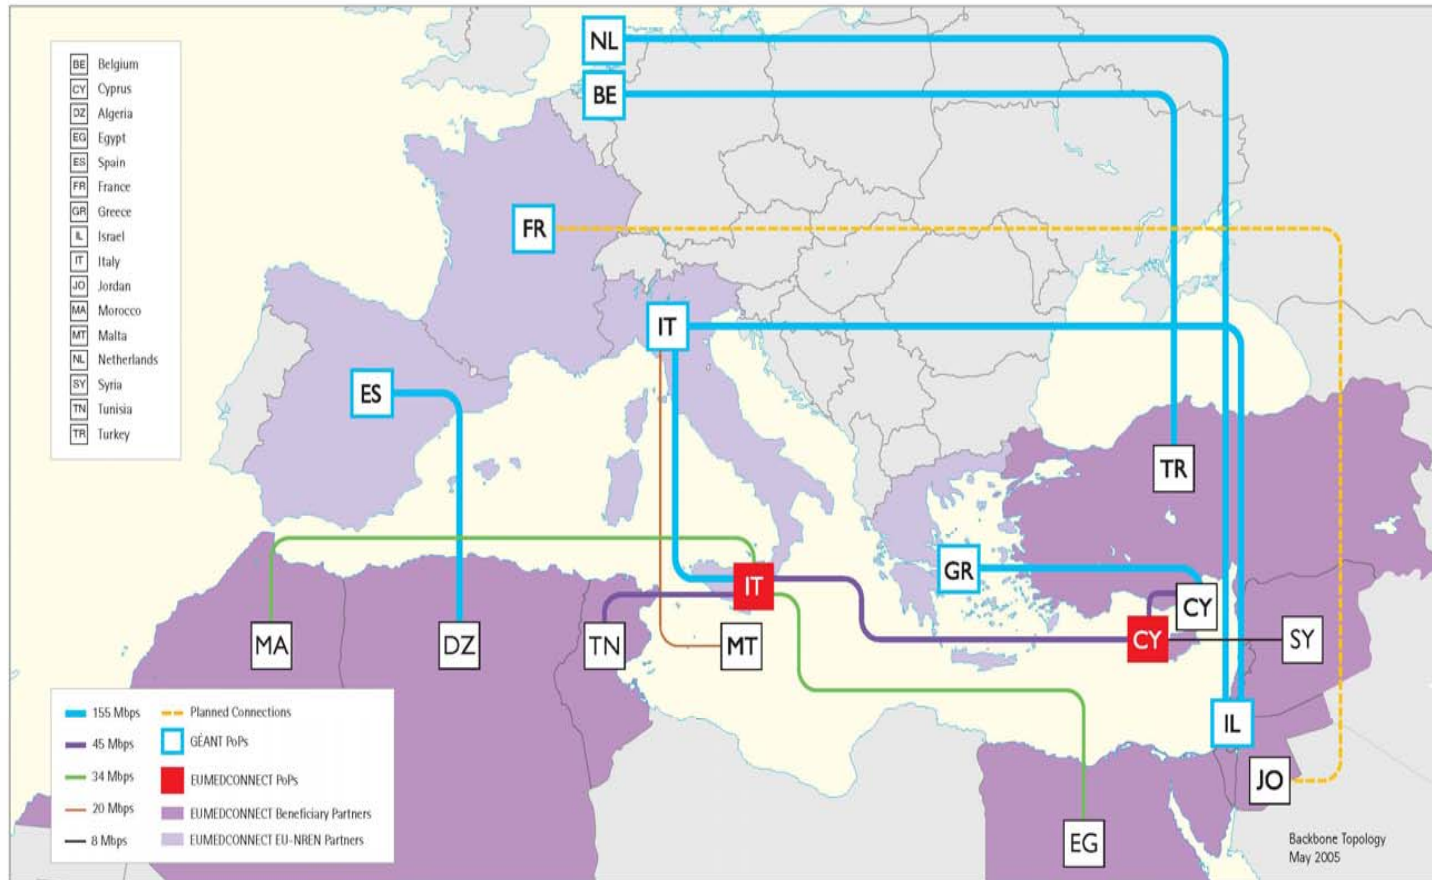 NL
BE
BE Belgium
CY Cyprus
DZ Algeria
EG Egypt
ES Spain
FR France
GR Greece
IL Israel
IT Italy
JO Jordan
MA Morocco
MT Malta
NL Netherlands
SY Syria
TN Tunisia
TR Turkey
FR
IT
ES
TR
GR
IT
CY
MA
DZ
TN
MT
CY
SY
IL
JO
EG
155 Mbps
45 Mbps
34 Mbps
20 Mbps
8 Mbps
Planned Connections
GÉANT PoPs
EUMEDCONNECT PoPs
EUMEDCONNECT Beneficiary Partners
EUMEDCONNECT EU-NREN Partners
Backbone Topology
May 2005